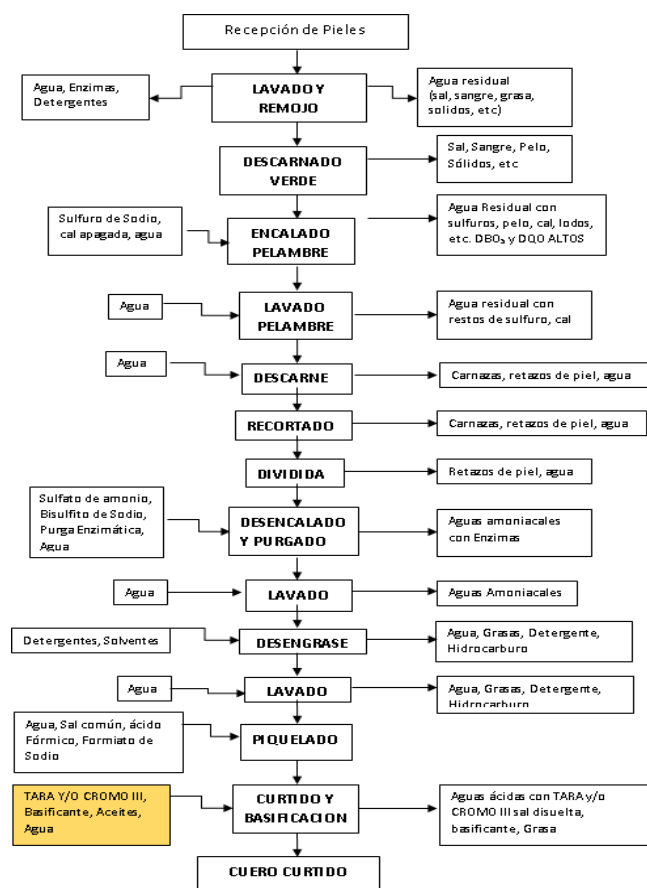 Recepción de Pieles
Agua, Enzimas,
Detergentes
LAVADO Y
REMOJO
Agua residual
(sal, sangre, grasa,
solidos, etc)
DESCARNADO
VERDE
Sal, Sangre, Pelo,
Sólidos, etc
Sulfuro de Sodio,
cal apagada, agua
ENCALADO
PELAMBRE
Agua Residual con
sulfuros, pelo, cal, lodos,
etc. DBO₅ y DQO ALTOS
Agua
LAVADO
PELAMBRE
Agua residual con
restos de sulfuro, cal
Agua
DESCARNE
Carnazas, retazos de piel, agua
RECORTADO
Carnazas, retazos de piel, agua
DIVIDIDA
Retazos de piel, agua
Sulfato de amonio,
Bisulfito de Sodio,
Purga Enzimática,
Agua
DESENCALADO
Y PURGADO
Aguas amoniacales
con Enzimas
Agua
LAVADO
Aguas Amoniacales
Detergentes, Solventes
DESENGRASE
Agua, Grasas, Detergente,
Hidrocarburo
Agua
LAVADO
Agua, Grasas, Detergente,
Hidrocarburo
Agua, Sal común, ácido
Fórmico, Formiato de
Sodio
PIQUELADO
TARA Y/O CROMO III,
Basificante, Aceites,
Agua
CURTIDO Y
BASIFICACION
Aguas ácidas con TARA y/o
CROMO III sal disuelta,
basificante, Grasa
CUERO CURTIDO